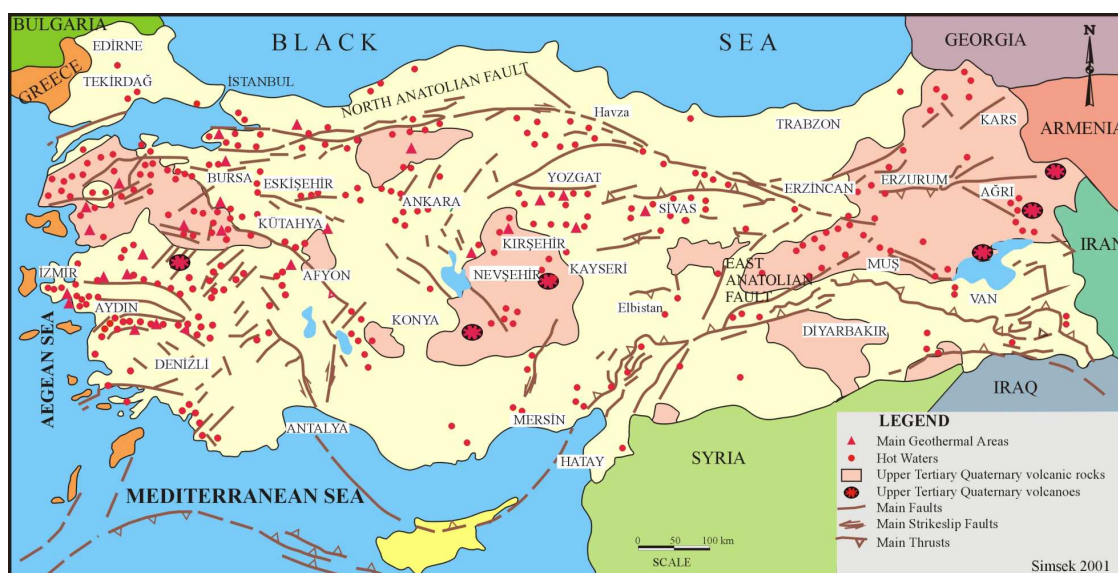 BULGARIA
BLACK SEA
GEORGIA
N
EDİRNE
GREECE
TEKİRDAĞ
İSTANBUL
NORTH ANATOLIAN FAULT
Havza
TRABZON
KARS
ARMENIA
BURSA
ESKİŞEHİR
ANKARA
YOZGAT
SİVAS
ERZİNCAN
ERZURUM
AĞRI
KÜTAHYA
IRAN
İZMİR
AFYON
KIRŞEHİR
NEVŞEHİR
KAYSERİ
EAST
ANATOLIAN
FAULT
MUŞ
VAN
AYDIN
KONYA
Elbistan
DİYARBAKIR
AEGEAN SEA
DENİZLİ
ANTALYA
MERSİN
HATAY
IRAQ
SYRIA
MEDITERRANEAN SEA
0 50 100 km
SCALE
LEGEND
Main Geothermal Areas
Hot Waters
Upper Tertiary Quaternary volcanic rocks
Upper Tertiary Quaternary volcanoes
Main Faults
Main Strikeslip Faults
Main Thrusts
Simsek 2001